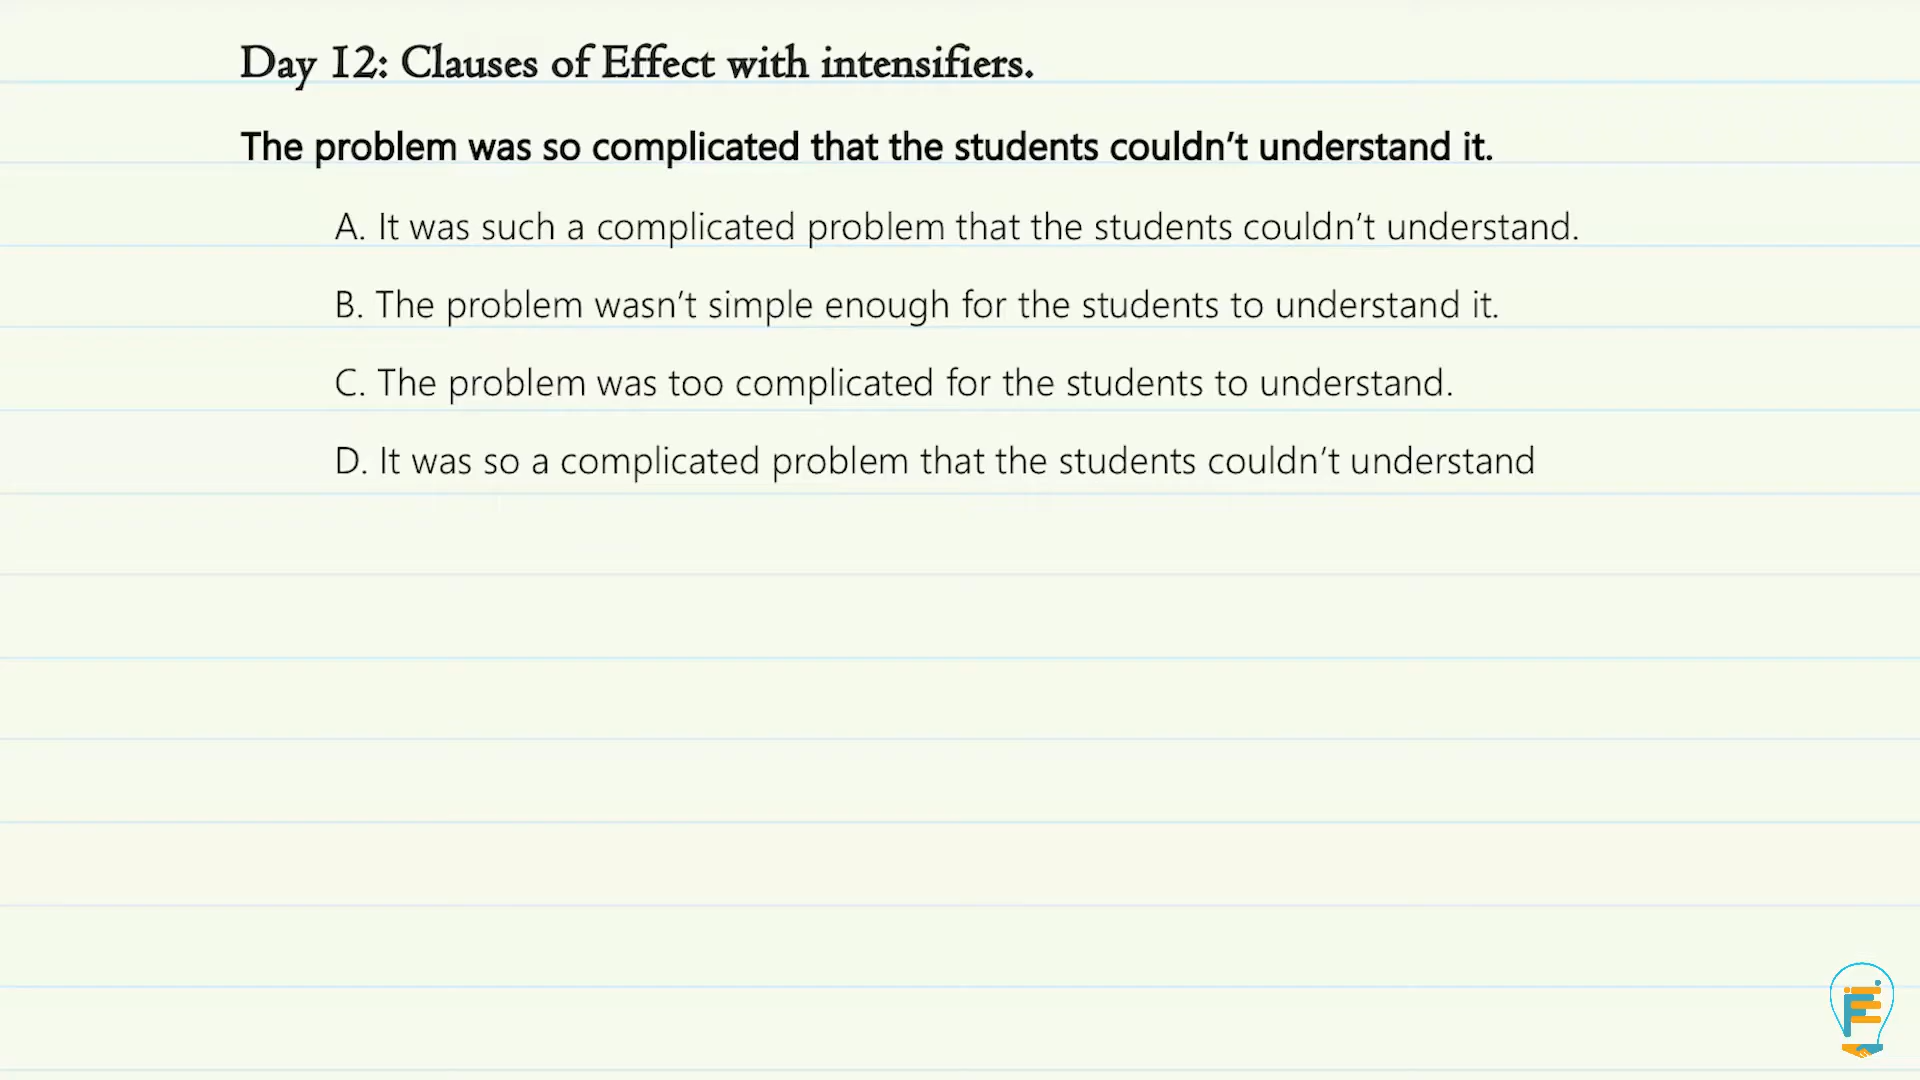 Day 12: Clauses of Effect with intensifiers.
The problem was so complicated that the students couldn’t understand it.
A. It was such a complicated problem that the students couldn’t understand.
B. The problem wasn’t simple enough for the students to understand it.
C. The problem was too complicated for the students to understand.
D. It was so a complicated problem that the students couldn’t understand